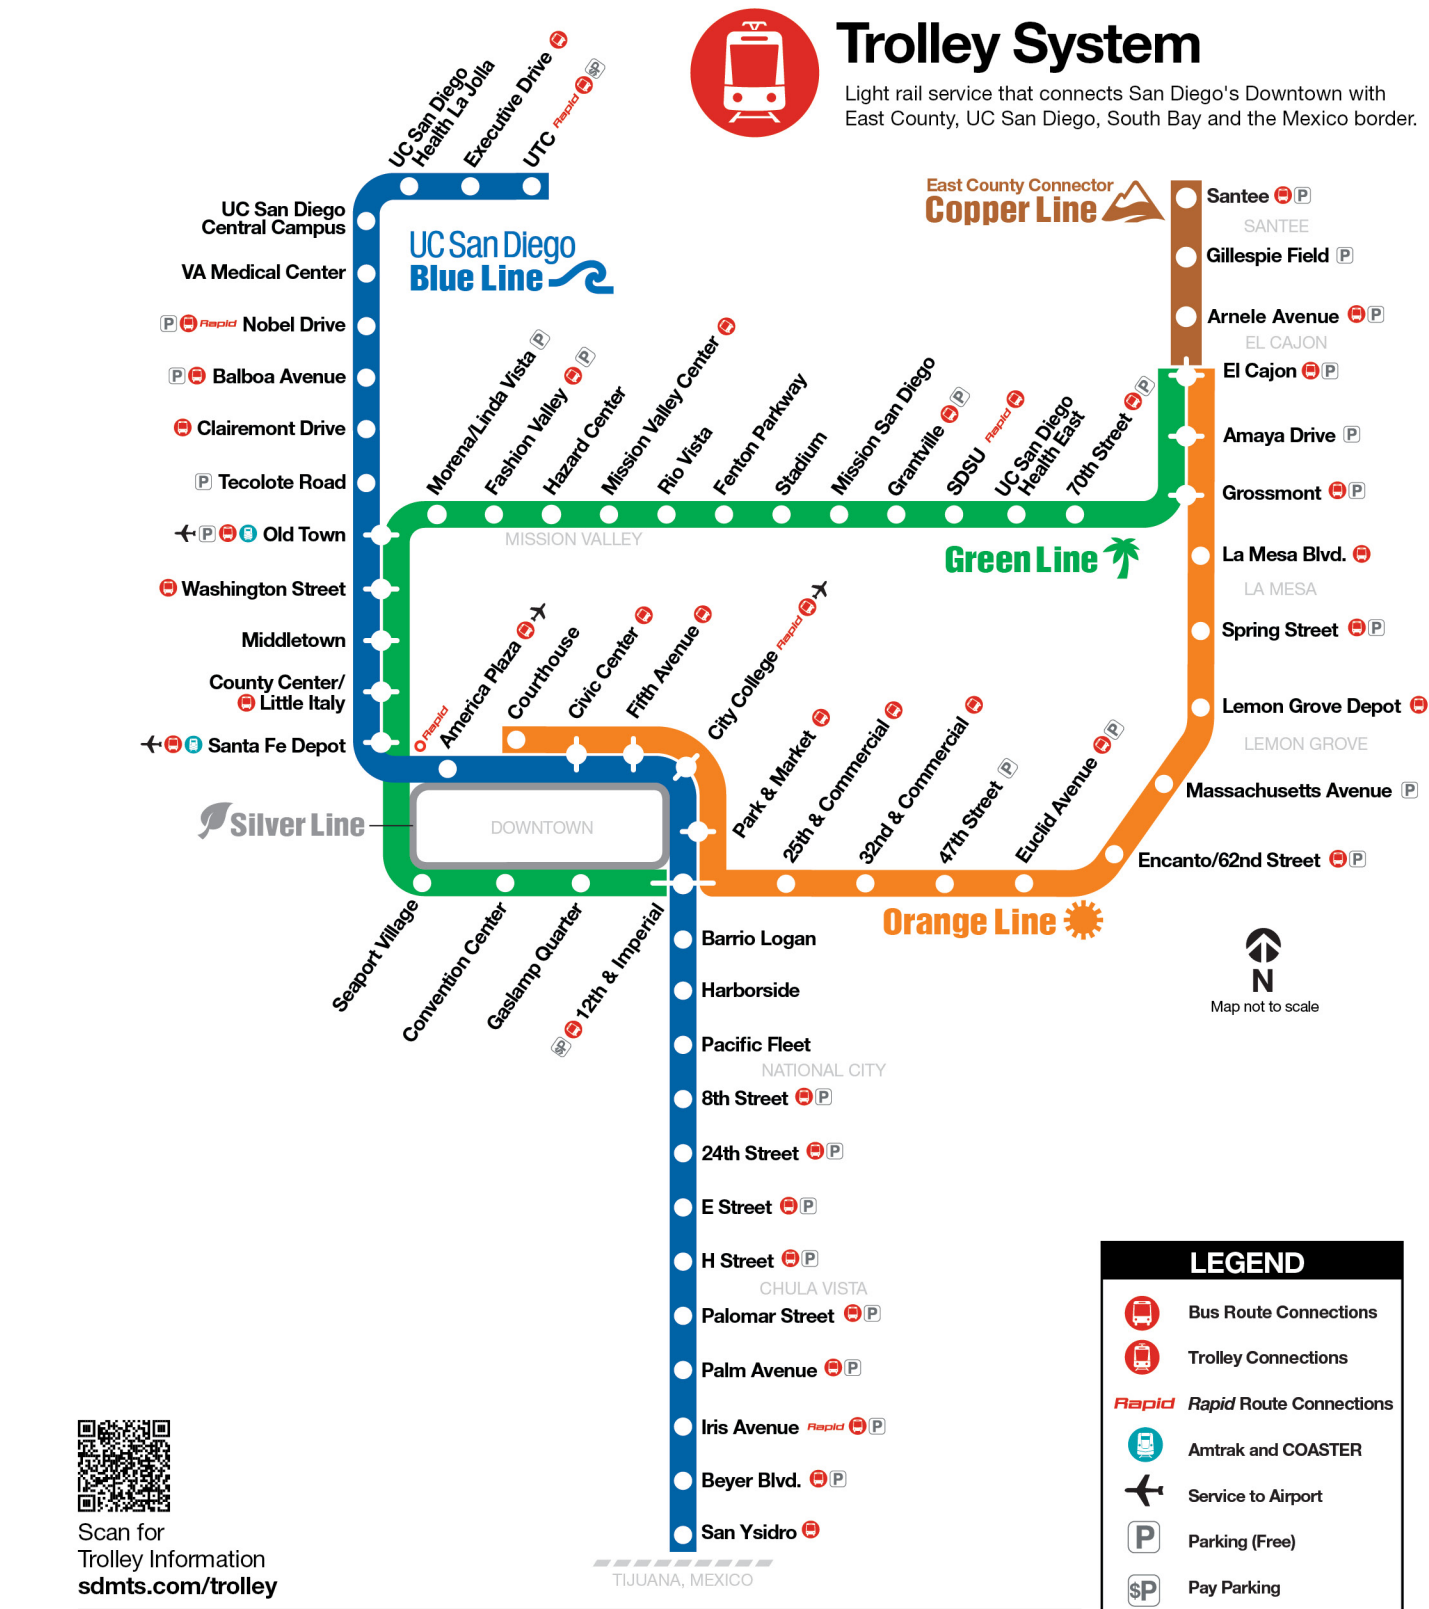 Trolley System
Light rail service that connects San Diego's Downtown with
East County, UC San Diego, South Bay and the Mexico border.
UC San Diego
Health La Jolla
Executive Drive
UTC Rapid $P
UC San Diego
Central Campus
VA Medical Center
P Rapid Nobel Drive
P Balboa Avenue
Clairemont Drive
P Tecolote Road
P Old Town
Washington Street
Middletown
County Center/
Little Italy
Santa Fe Depot
UC San Diego
Blue Line
East County Connector
Copper Line
Santee P
SANTEE
Gillespie Field P
Arnele Avenue P
EL CAJON
El Cajon P
Amaya Drive P
Grossmont P
La Mesa Blvd.
LA MESA
Spring Street P
Lemon Grove Depot
LEMON GROVE
Massachusetts Avenue P
Encanto/62nd Street P
Morena/Linda Vista P
Fashion Valley P
Hazard Center
Mission Valley Center
Rio Vista
Fenton Parkway
Stadium
Mission San Diego
Grantville P
SDSU Rapid
UC San Diego
Health East
70th Street P
MISSION VALLEY
Green Line
Rapid
America Plaza
Courthouse
Civic Center
Fifth Avenue
City College Rapid
Park & Market
25th & Commercial
32nd & Commercial
47th Street P
Euclid Avenue P
Silver Line
DOWNTOWN
Orange Line
Seaport Village
Convention Center
Gaslamp Quarter
$P 12th & Imperial
Barrio Logan
Harborside
Pacific Fleet
NATIONAL CITY
8th Street P
24th Street P
E Street P
H Street P
CHULA VISTA
Palomar Street P
Palm Avenue P
Iris Avenue Rapid P
Beyer Blvd. P
San Ysidro
TIJUANA, MEXICO
N
Map not to scale
LEGEND
Bus Route Connections
Trolley Connections
Rapid Rapid Route Connections
Amtrak and COASTER
Service to Airport
P Parking (Free)
$P Pay Parking
Scan for
Trolley Information
sdmts.com/trolley